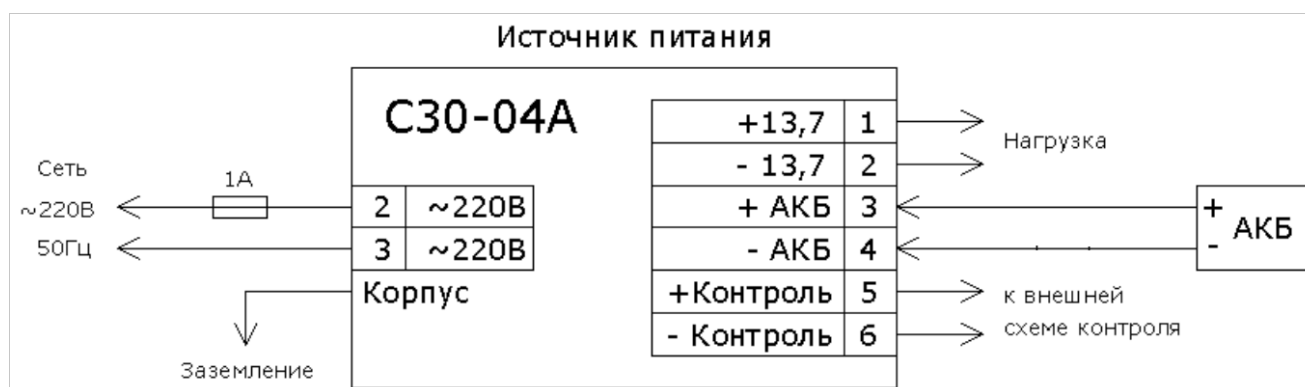 Источник питания
С30-04А
+13,7 1
- 13,7 2
+ АКБ 3
- АКБ 4
+Контроль 5
- Контроль 6
Нагрузка
+
-
АКБ
к внешней
схеме контроля
Сеть
~220В
50Гц
1А
2 ~220В
3 ~220В
Корпус
Заземление